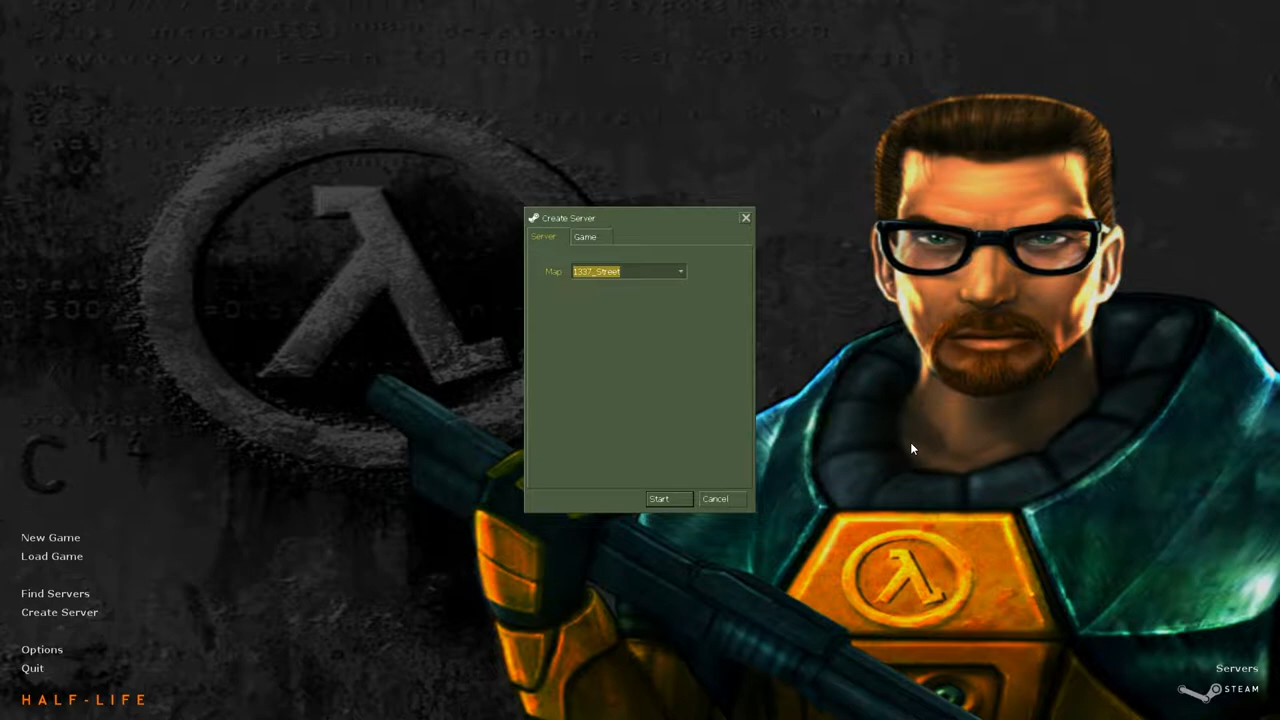 Create Server
Server
Game
Map
1337_Street
Start
Cancel
C¹⁴
New Game
Load Game
Find Servers
Create Server
Options
Quit
HALF-LIFE
Servers
STEAM